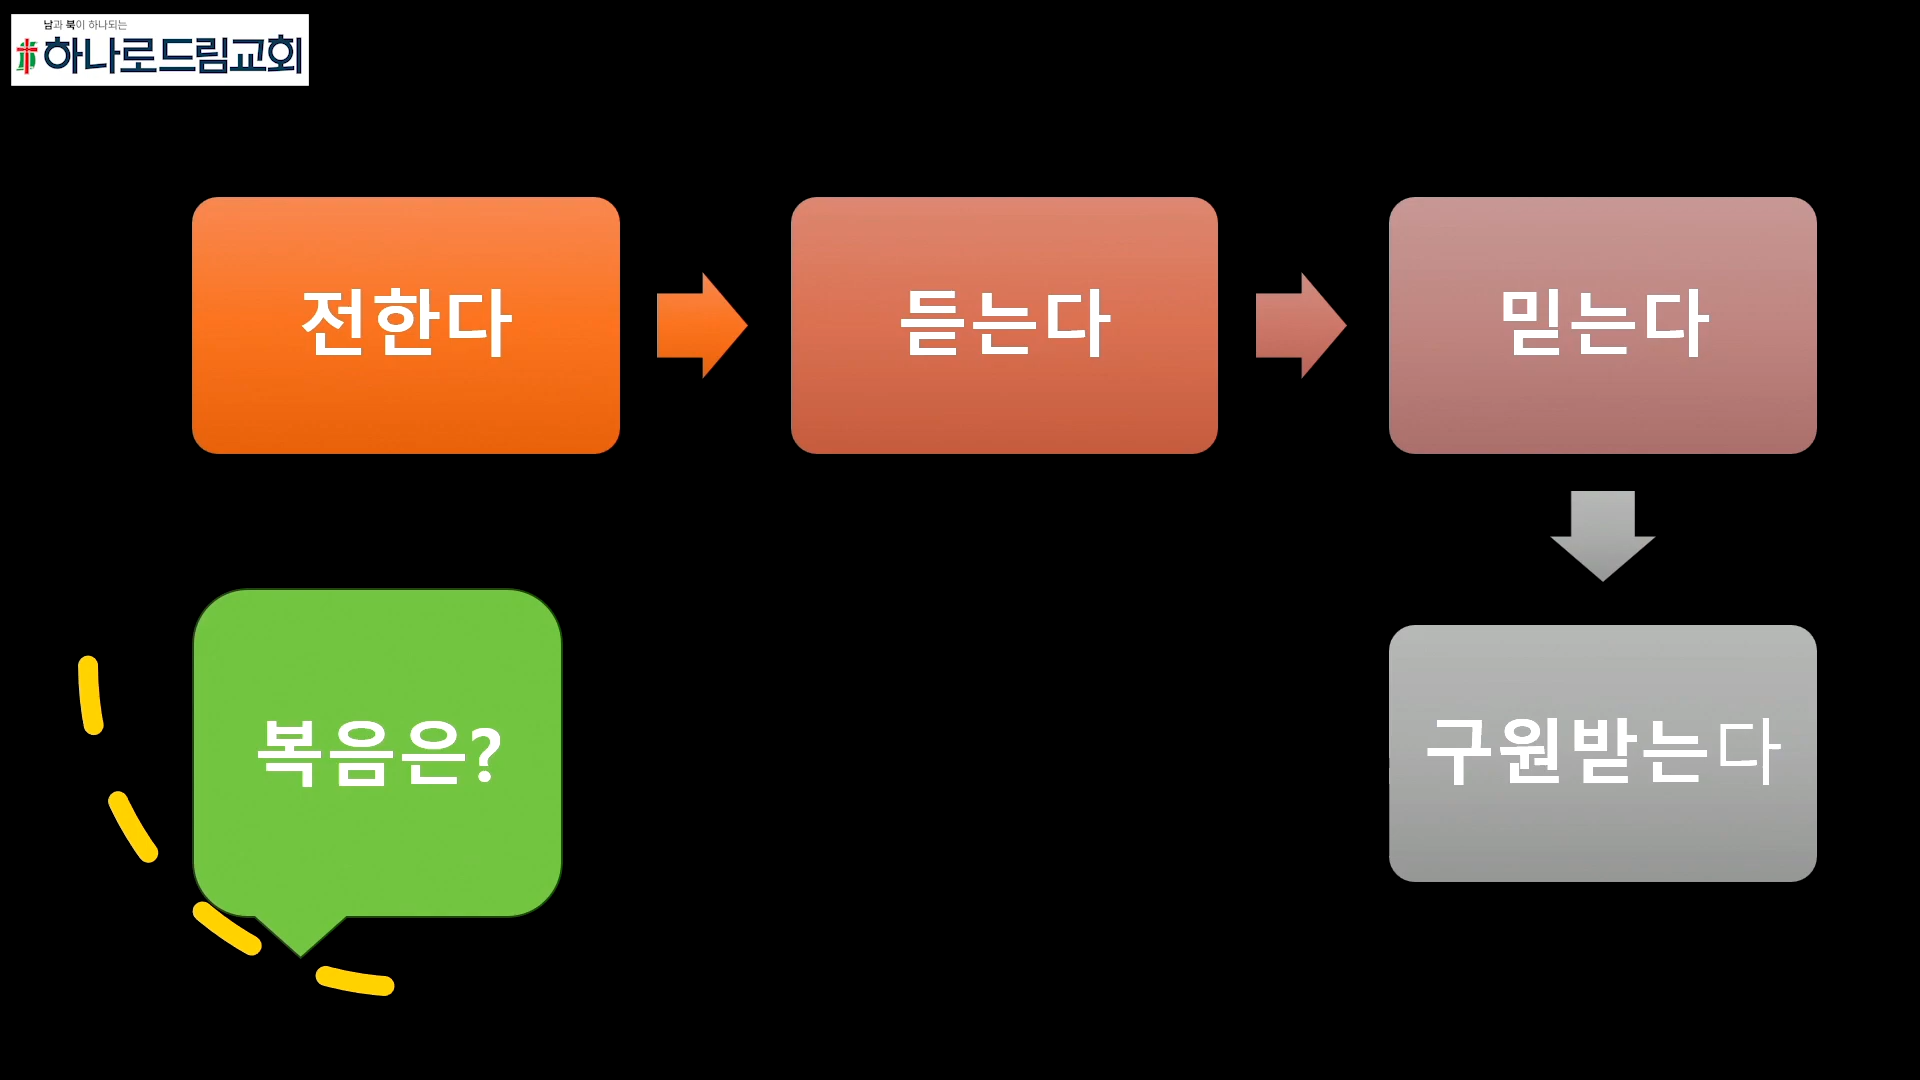 남과 북이 하나되는
하나로드림교회
전한다
듣는다
믿는다
복음은?
구원받는다